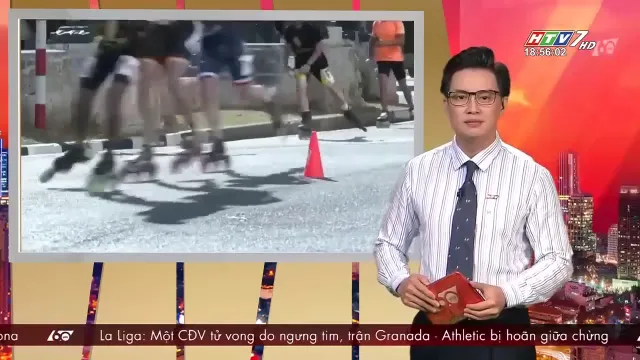 HTV7 HD
18:56:02
ona
60 La Liga: Một CĐV tử vong do ngưng tim, trận Granada - Athletic bị hoãn giữa chừng